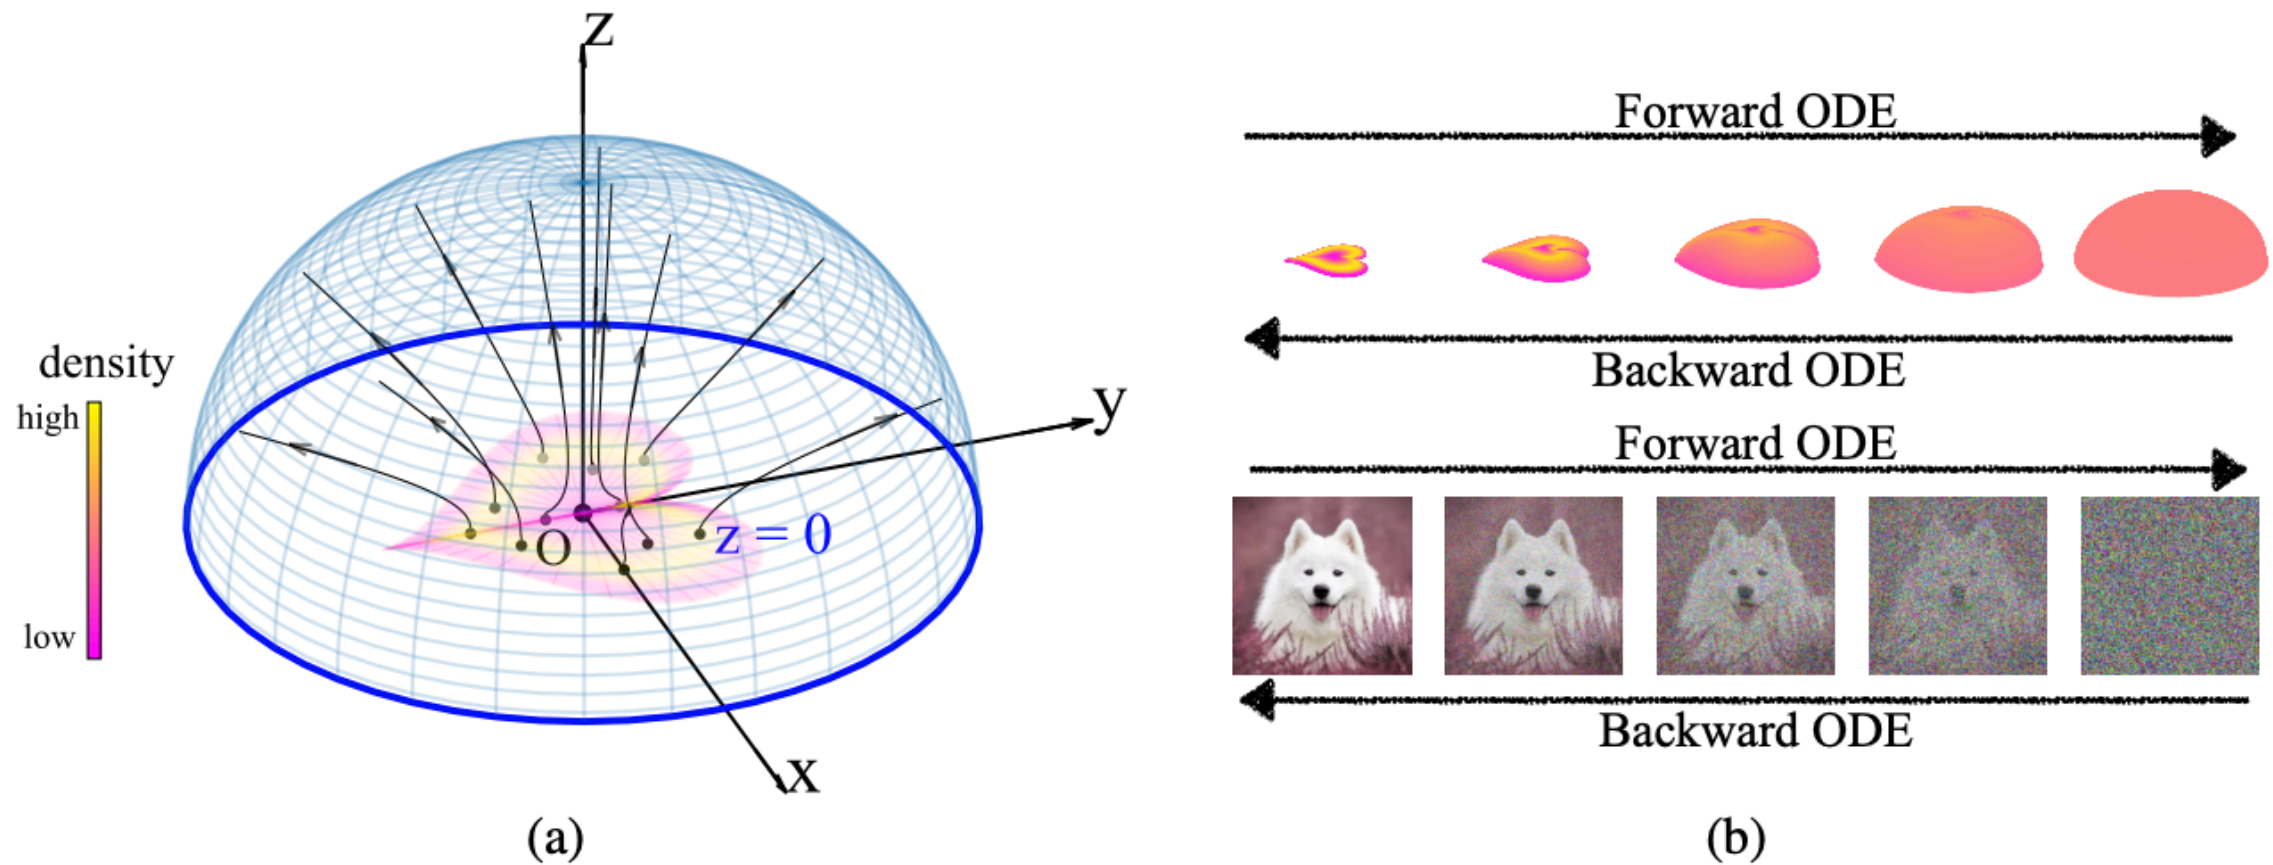 z
y
x
O
z = 0
density
high
low
(a)
Forward ODE
Backward ODE
Forward ODE
Backward ODE
(b)